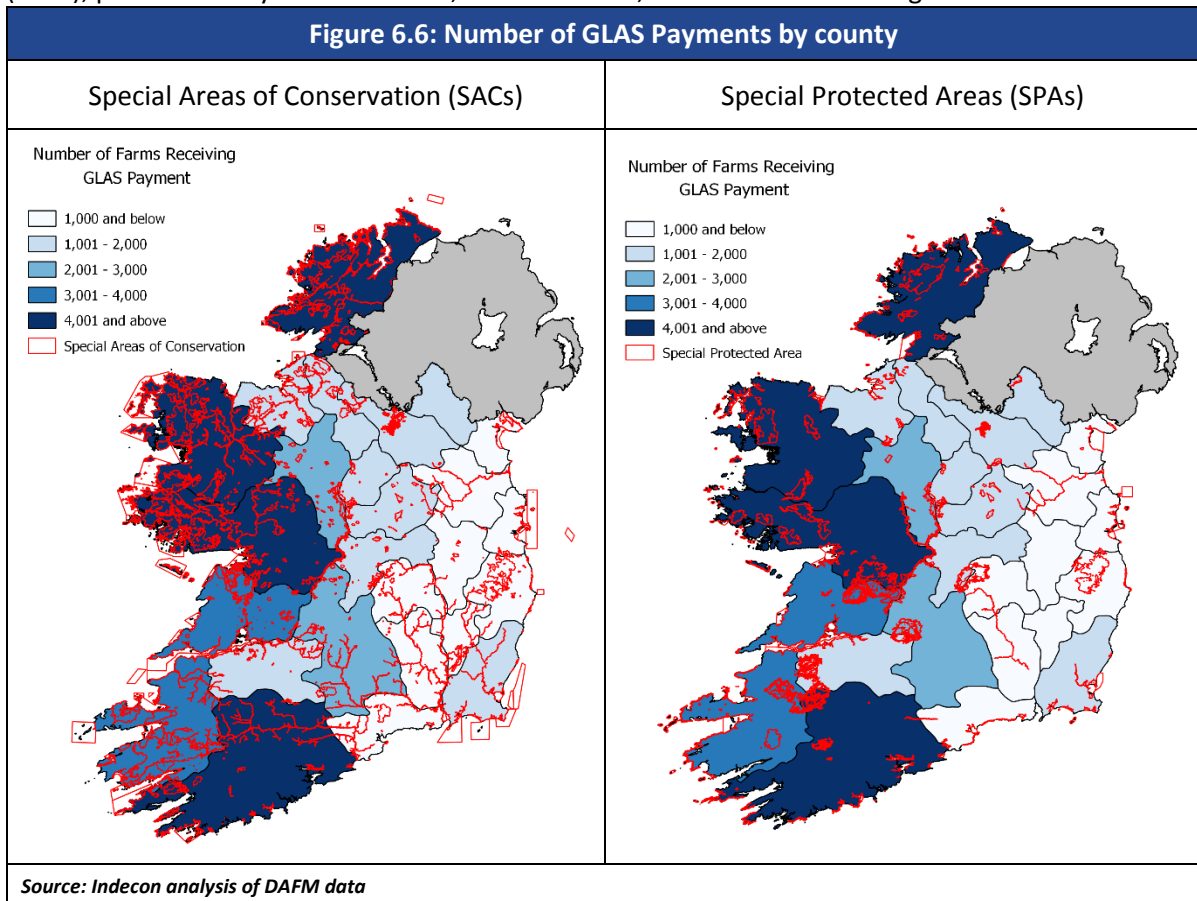 Figure 6.6: Number of GLAS Payments by county
Special Areas of Conservation (SACs)
Special Protected Areas (SPAs)
Number of Farms Receiving
GLAS Payment
1,000 and below
1,001 - 2,000
2,001 - 3,000
3,001 - 4,000
4,001 and above
Special Areas of Conservation
Number of Farms Receiving
GLAS Payment
1,000 and below
1,001 - 2,000
2,001 - 3,000
3,001 - 4,000
4,001 and above
Special Protected Area
Source: Indecon analysis of DAFM data